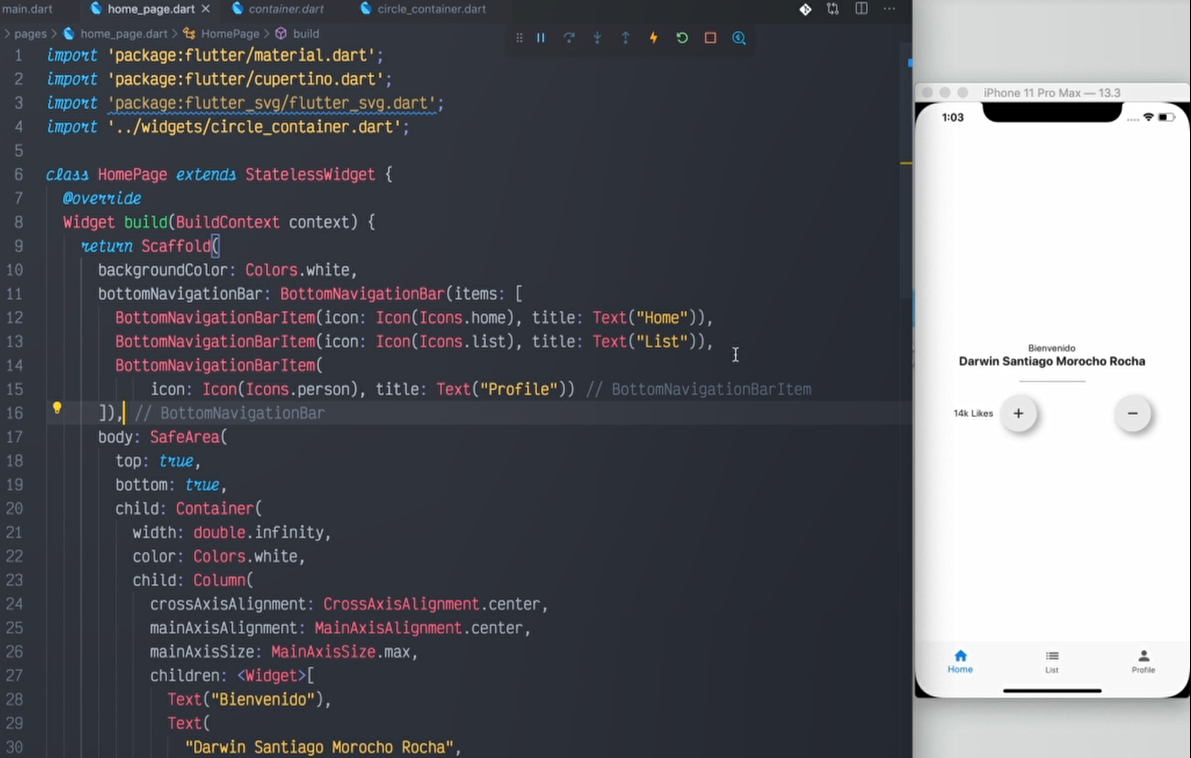 main.dart
home_page.dart ×
container.dart
circle_container.dart
pages > home_page.dart > HomePage > build
1 import 'package:flutter/material.dart';
2 import 'package:flutter/cupertino.dart';
3 import 'package:flutter_svg/flutter_svg.dart';
4 import '../widgets/circle_container.dart';
5
6 class HomePage extends StatelessWidget {
7 @override
8 Widget build(BuildContext context) {
9 return Scaffold(
10 backgroundColor: Colors.white,
11 bottomNavigationBar: BottomNavigationBar(items: [
12 BottomNavigationBarItem(icon: Icon(Icons.home), title: Text("Home")),
13 BottomNavigationBarItem(icon: Icon(Icons.list), title: Text("List")),
14 BottomNavigationBarItem(
15 icon: Icon(Icons.person), title: Text("Profile")) // BottomNavigationBarItem
16 ]), // BottomNavigationBar
17 body: SafeArea(
18 top: true,
19 bottom: true,
20 child: Container(
21 width: double.infinity,
22 color: Colors.white,
23 child: Column(
24 crossAxisAlignment: CrossAxisAlignment.center,
25 mainAxisAlignment: MainAxisAlignment.center,
26 mainAxisSize: MainAxisSize.max,
27 children: <Widget>[
28 Text("Bienvenido"),
29 Text(
30 "Darwin Santiago Morocho Rocha",
iPhone 11 Pro Max — 13.3
1:03
Bienvenido
Darwin Santiago Morocho Rocha
14k Likes + −
Home List Profile